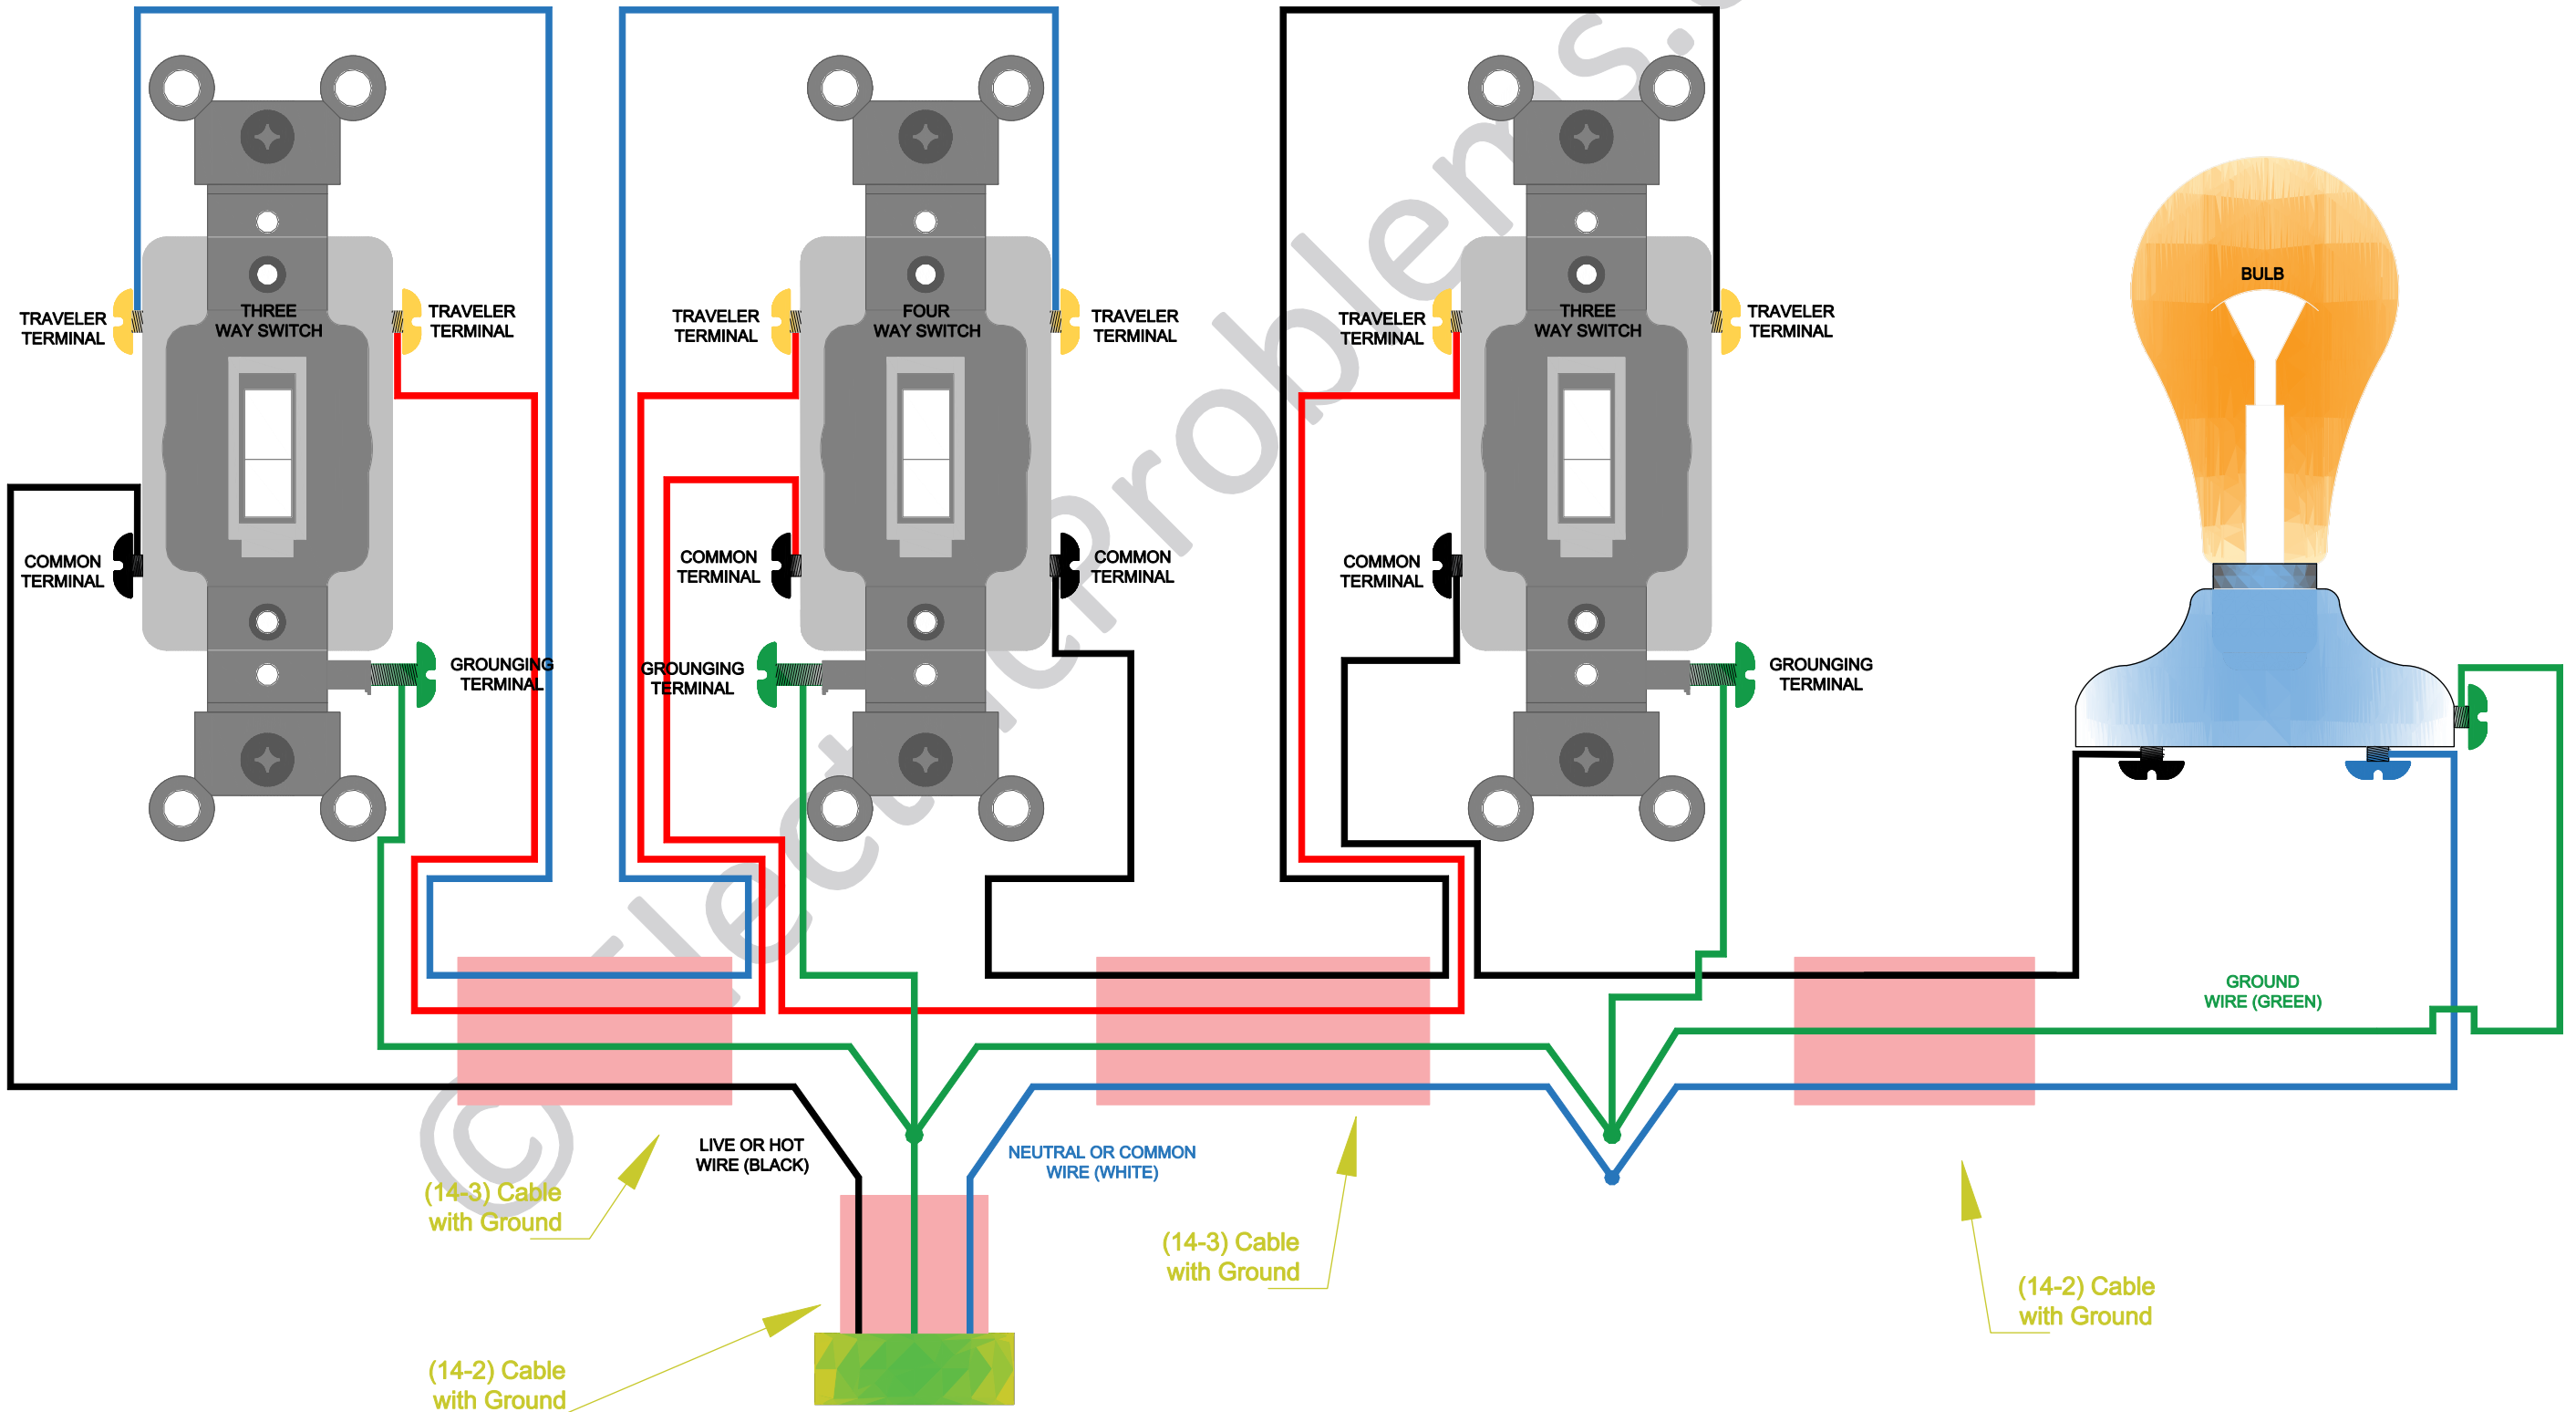 TRAVELER
TERMINAL
THREE
WAY SWITCH
TRAVELER
TERMINAL
TRAVELER
TERMINAL
FOUR
WAY SWITCH
TRAVELER
TERMINAL
TRAVELER
TERMINAL
THREE
WAY SWITCH
TRAVELER
TERMINAL
BULB
COMMON
TERMINAL
COMMON
TERMINAL
COMMON
TERMINAL
COMMON
TERMINAL
GROUNGING
TERMINAL
GROUNGING
TERMINAL
GROUNGING
TERMINAL
GROUND
WIRE (GREEN)
LIVE OR HOT
WIRE (BLACK)
NEUTRAL OR COMMON
WIRE (WHITE)
(14-3) Cable
with Ground
(14-3) Cable
with Ground
(14-2) Cable
with Ground
(14-2) Cable
with Ground